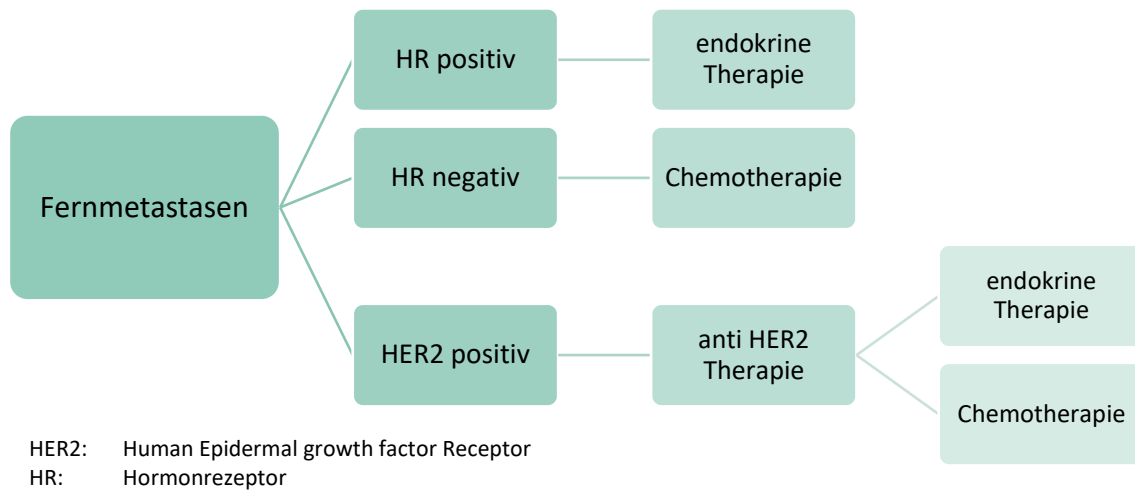 Fernmetastasen
HR positiv
endokrine
Therapie
HR negativ
Chemotherapie
HER2 positiv
anti HER2
Therapie
endokrine
Therapie
Chemotherapie
HER2: Human Epidermal growth factor Receptor
HR: Hormonrezeptor